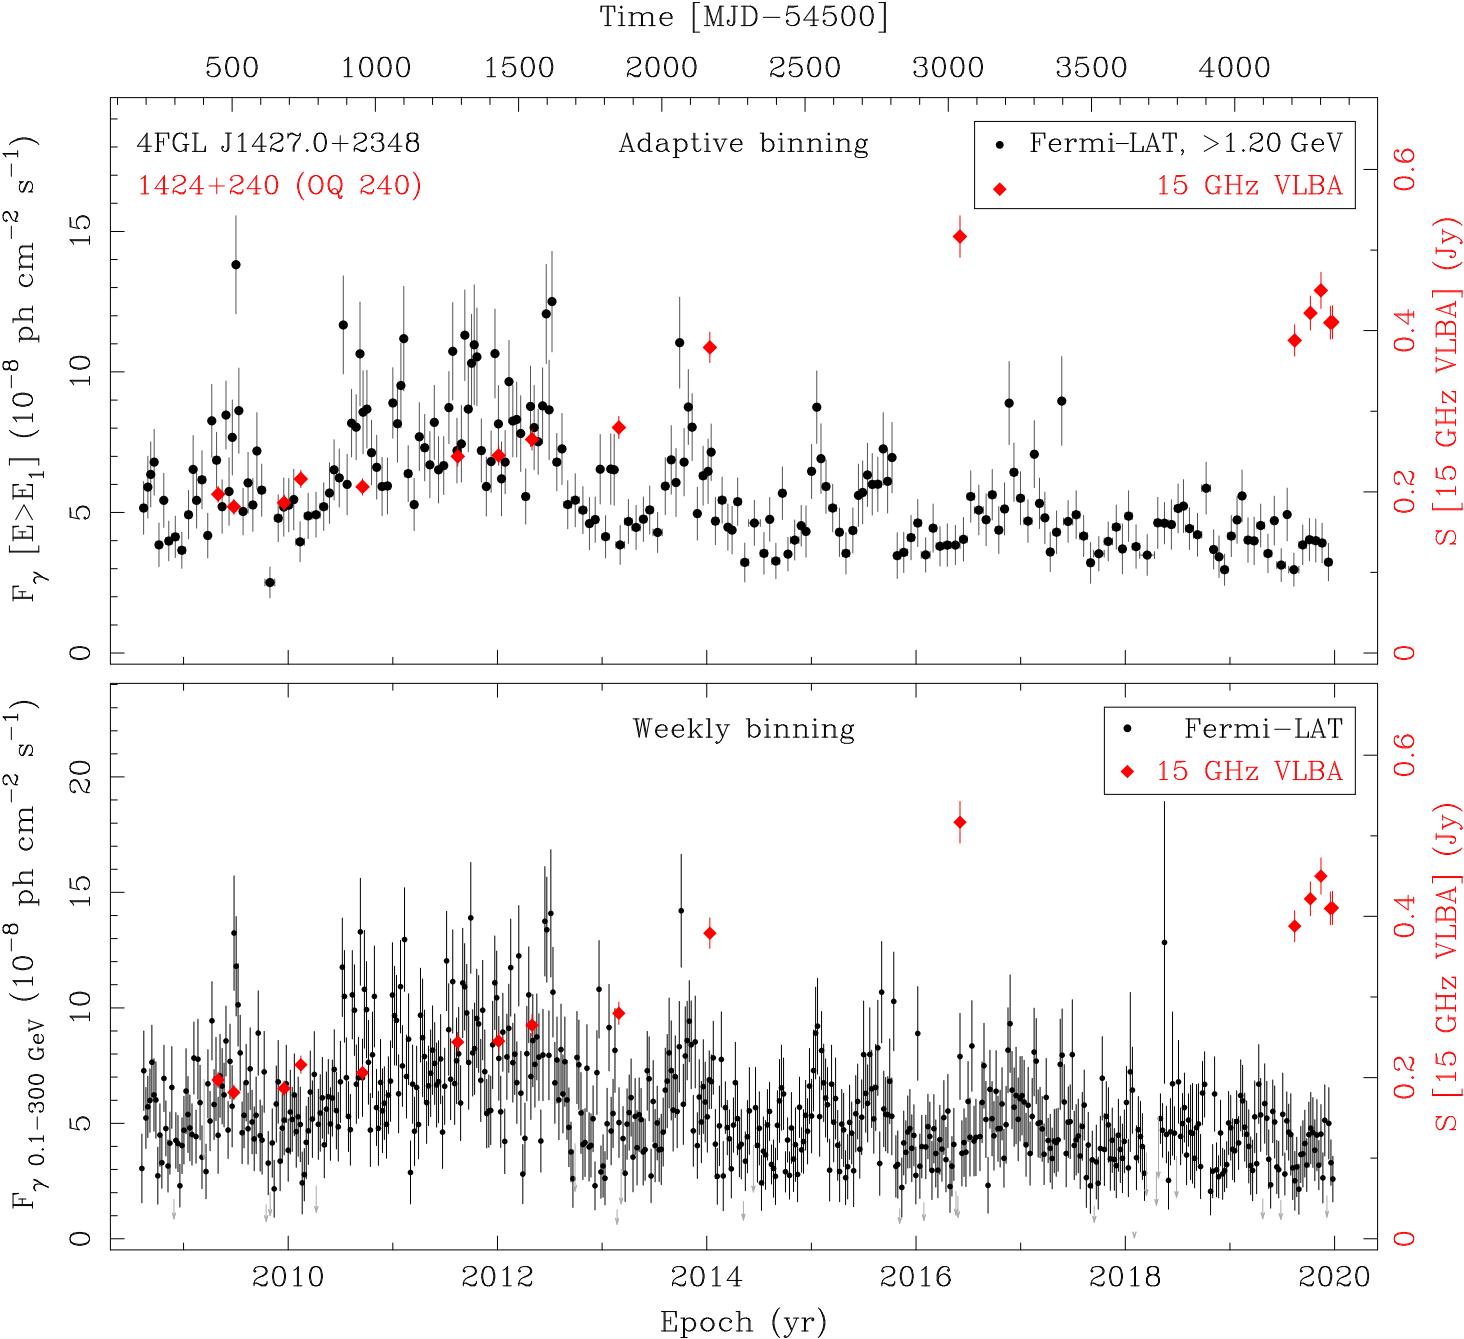 Time [MJD−54500]
500 1000 1500 2000 2500 3000 3500 4000
4FGL J1427.0+2348
1424+240 (OQ 240)
Adaptive binning
Fermi−LAT, >1.20 GeV
15 GHz VLBA
F γ [E>E1] (10−8 ph cm−2 s−1)
0 5 10 15
S [15 GHz VLBA] (Jy)
0 0.2 0.4 0.6
Weekly binning
Fermi−LAT
15 GHz VLBA
F γ 0.1−300 GeV (10−8 ph cm−2 s−1)
0 5 10 15 20
S [15 GHz VLBA] (Jy)
0 0.2 0.4 0.6
2010 2012 2014 2016 2018 2020
Epoch (yr)